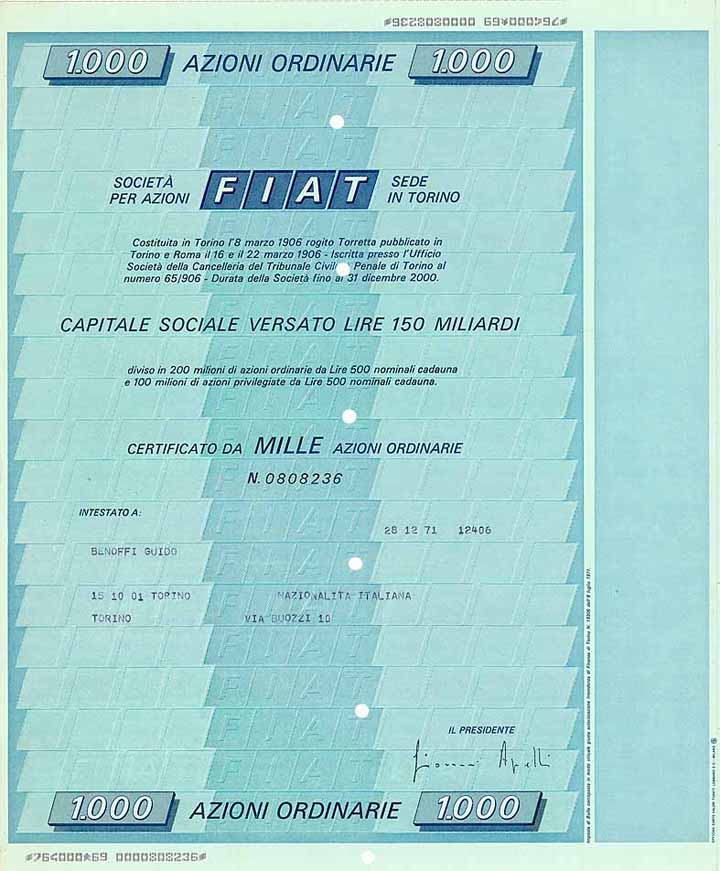 #764000*69 0000808236#
1.000 AZIONI ORDINARIE 1.000
SOCIETÀ PER AZIONI FIAT SEDE IN TORINO
Costituita in Torino l'8 marzo 1906 rogito Torretta pubblicato in
Torino e Roma il 16 e il 22 marzo 1906 - Iscritta presso l'Ufficio
Società della Cancelleria del Tribunale Civile Penale di Torino al
numero 65/906 - Durata della Società fino al 31 dicembre 2000.
CAPITALE SOCIALE VERSATO LIRE 150 MILIARDI
diviso in 200 milioni di azioni ordinarie da Lire 500 nominali cadauna
e 100 milioni di azioni privilegiate da Lire 500 nominali cadauna.
CERTIFICATO DA MILLE AZIONI ORDINARIE
N. 0808236
INTESTATO A:
28 12 71 12406
BENOFFI GUIDO
15 10 01 TORINO NAZIONALITA ITALIANA
TORINO VIA BUOZZI 10
IL PRESIDENTE
1.000 AZIONI ORDINARIE 1.000
#764000*69 0000808236#